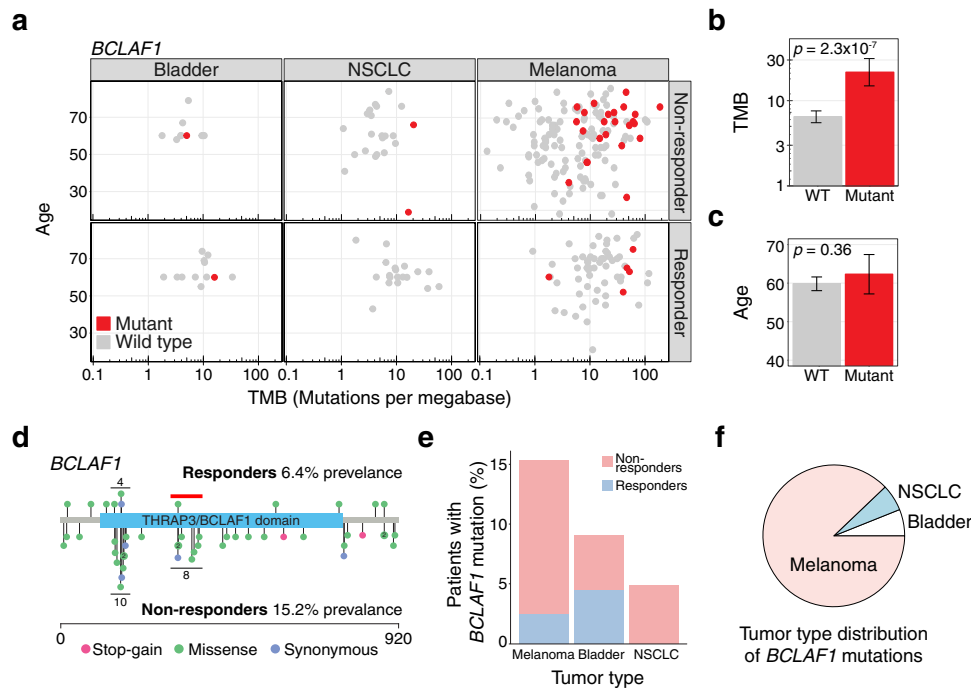 a
BCLAF1
Bladder
NSCLC
Melanoma
Non-responder
Responder
Age
70
50
30
70
50
30
Mutant
Wild type
0.1 1 10 100
0.1 1 10 100
0.1 1 10 100
TMB (Mutations per megabase)
b
p = 2.3x10-7
TMB
30
10
3
1
WT Mutant
c
p = 0.36
Age
70
60
50
40
WT Mutant
d
BCLAF1
Responders 6.4% prevelance
4
THRAP3/BCLAF1 domain
2
2
8
10
Non-responders 15.2% prevalance
0 920
Stop-gain Missense Synonymous
e
Patients with
BCLAF1 mutation (%)
15
10
5
0
Non-
responders
Responders
Melanoma Bladder NSCLC
Tumor type
f
NSCLC
Bladder
Melanoma
Tumor type distribution
of BCLAF1 mutations